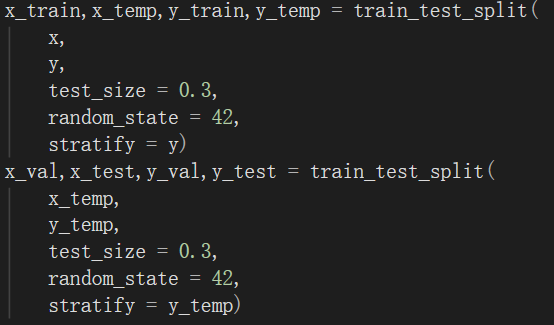 x_train,x_temp,y_train,y_temp = train_test_split(
    x,
    y,
    test_size = 0.3,
    random_state = 42,
    stratify = y)
x_val,x_test,y_val,y_test = train_test_split(
    x_temp,
    y_temp,
    test_size = 0.3,
    random_state = 42,
    stratify = y_temp)